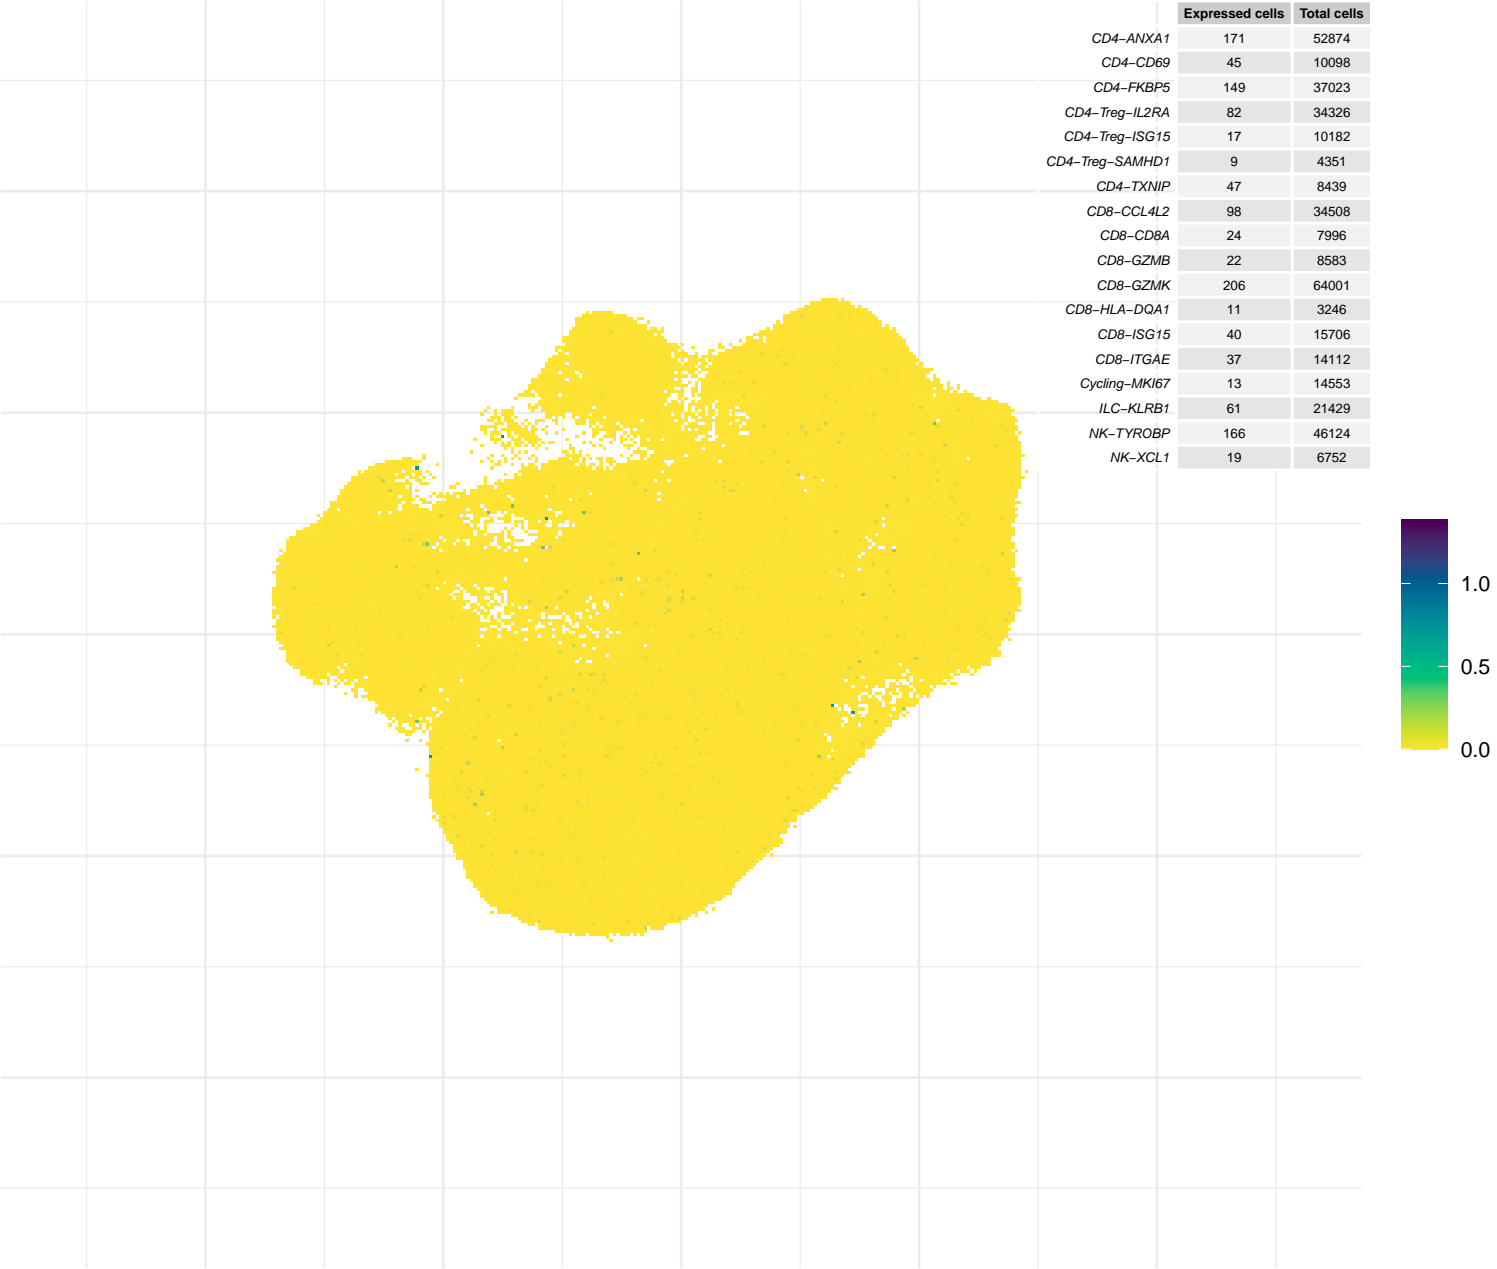 Expressed cells Total cells
CD4−ANXA1 171 52874
CD4−CD69 45 10098
CD4−FKBP5 149 37023
CD4−Treg−IL2RA 82 34326
CD4−Treg−ISG15 17 10182
CD4−Treg−SAMHD1 9 4351
CD4−TXNIP 47 8439
CD8−CCL4L2 98 34508
CD8−CD8A 24 7996
CD8−GZMB 22 8583
CD8−GZMK 206 64001
CD8−HLA−DQA1 11 3246
CD8−ISG15 40 15706
CD8−ITGAE 37 14112
Cycling−MKI67 13 14553
ILC−KLRB1 61 21429
NK−TYROBP 166 46124
NK−XCL1 19 6752
1.0
0.5
0.0